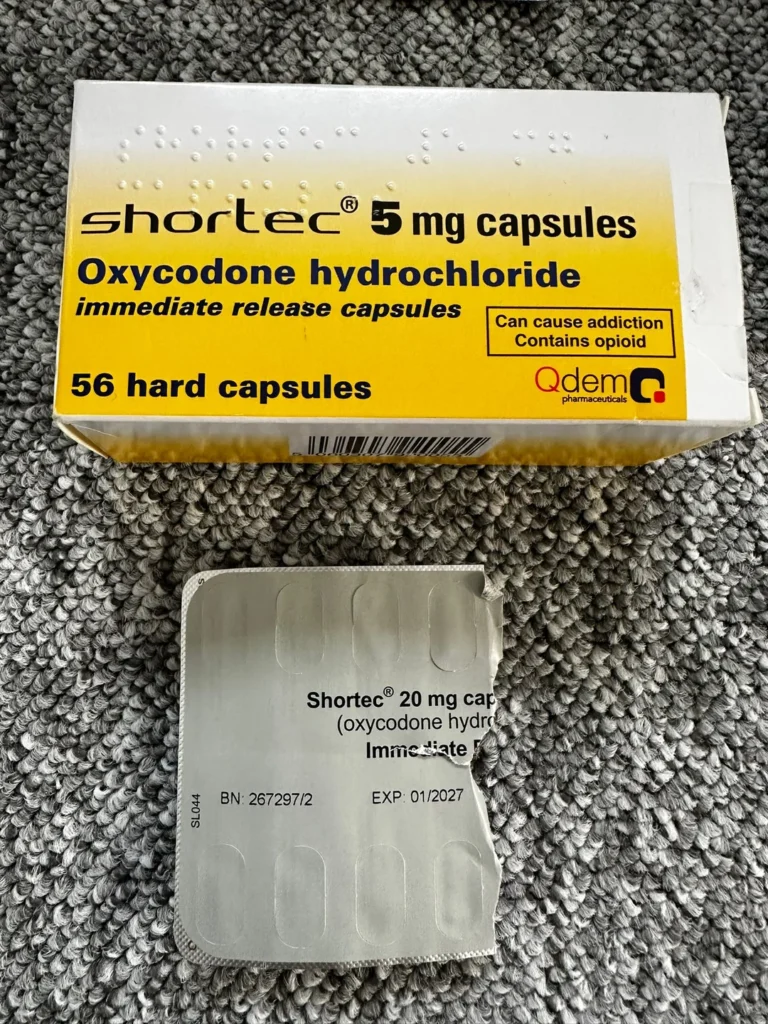 shortec® 5 mg capsules
Oxycodone hydrochloride
immediate release capsules
Can cause addiction
Contains opioid
56 hard capsules
Qdem
pharmaceuticals
Shortec® 20 mg cap
(oxycodone hydro
Immediate
BN: 267297/2
EXP: 01/2027
SL044